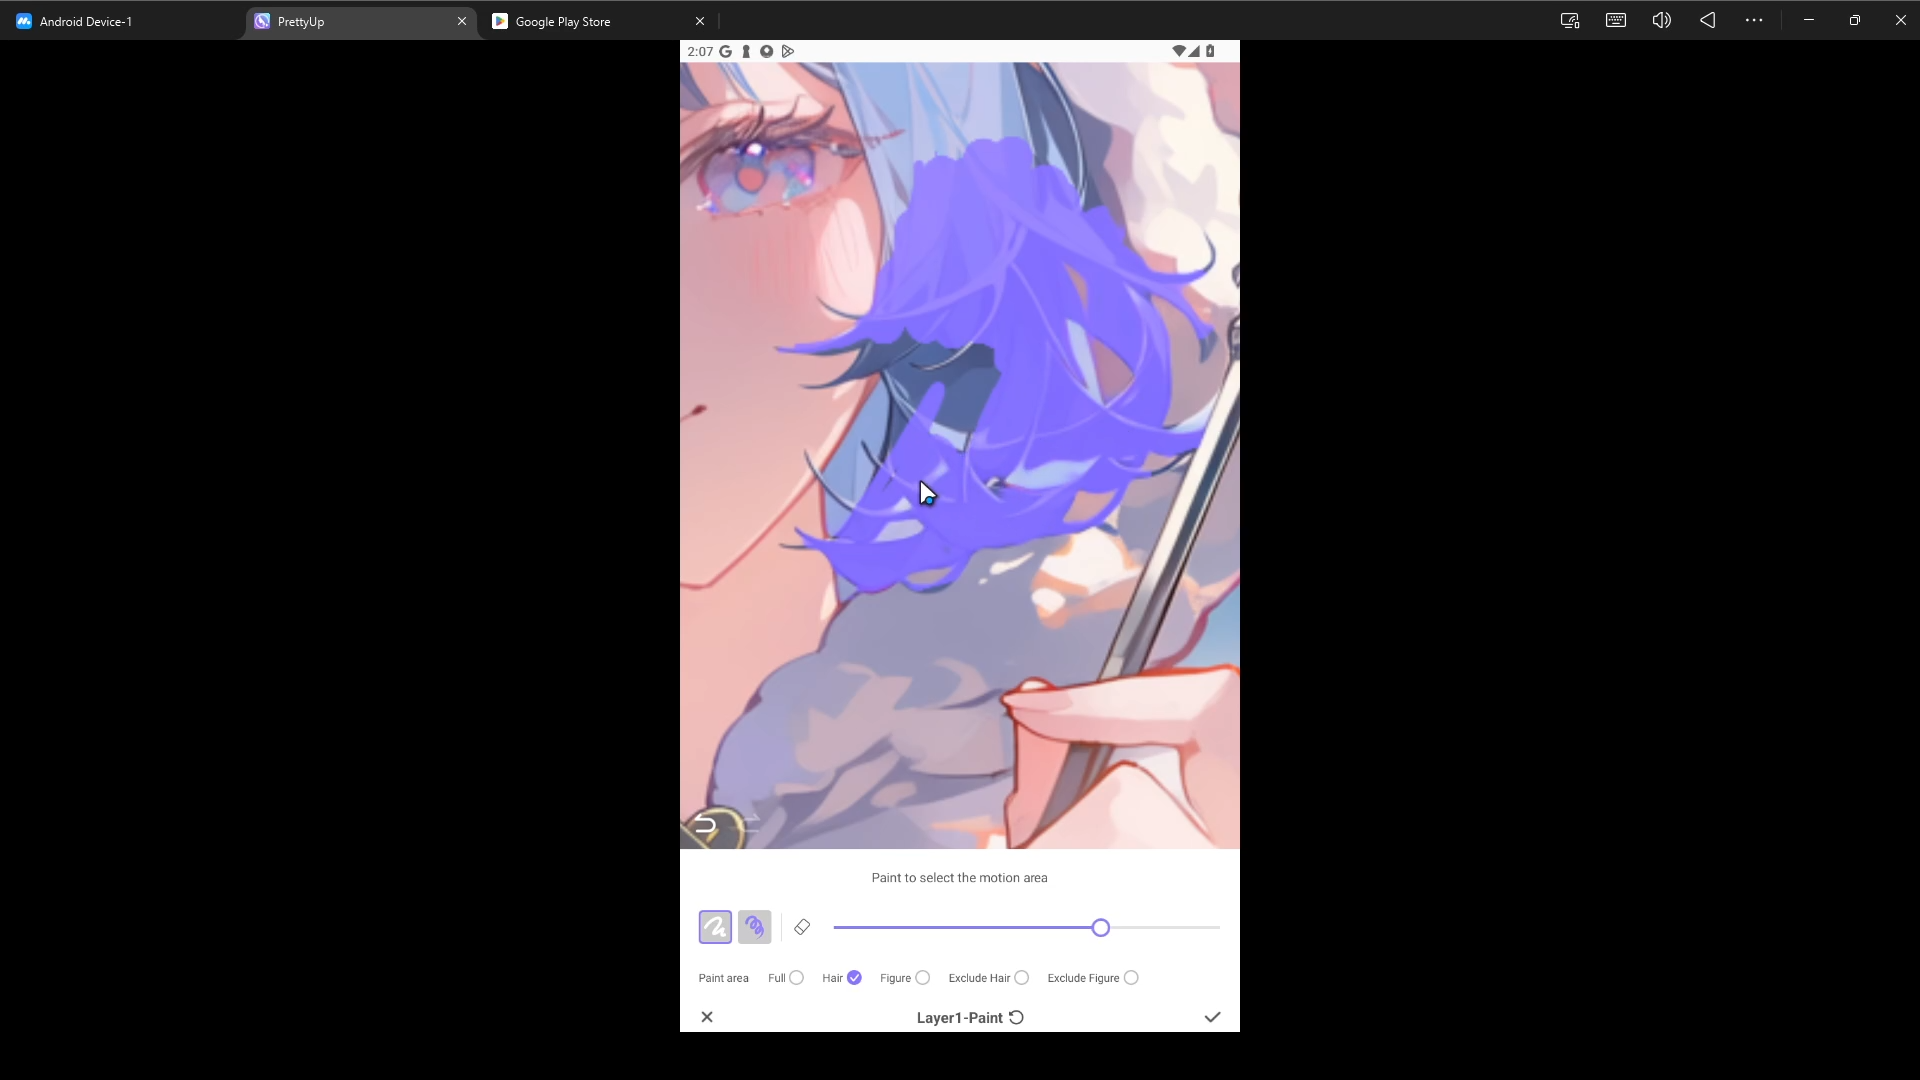 Android Device-1
PrettyUp
Google Play Store
2:07
Paint to select the motion area
Paint area Full Hair Figure Exclude Hair Exclude Figure
Layer1-Paint